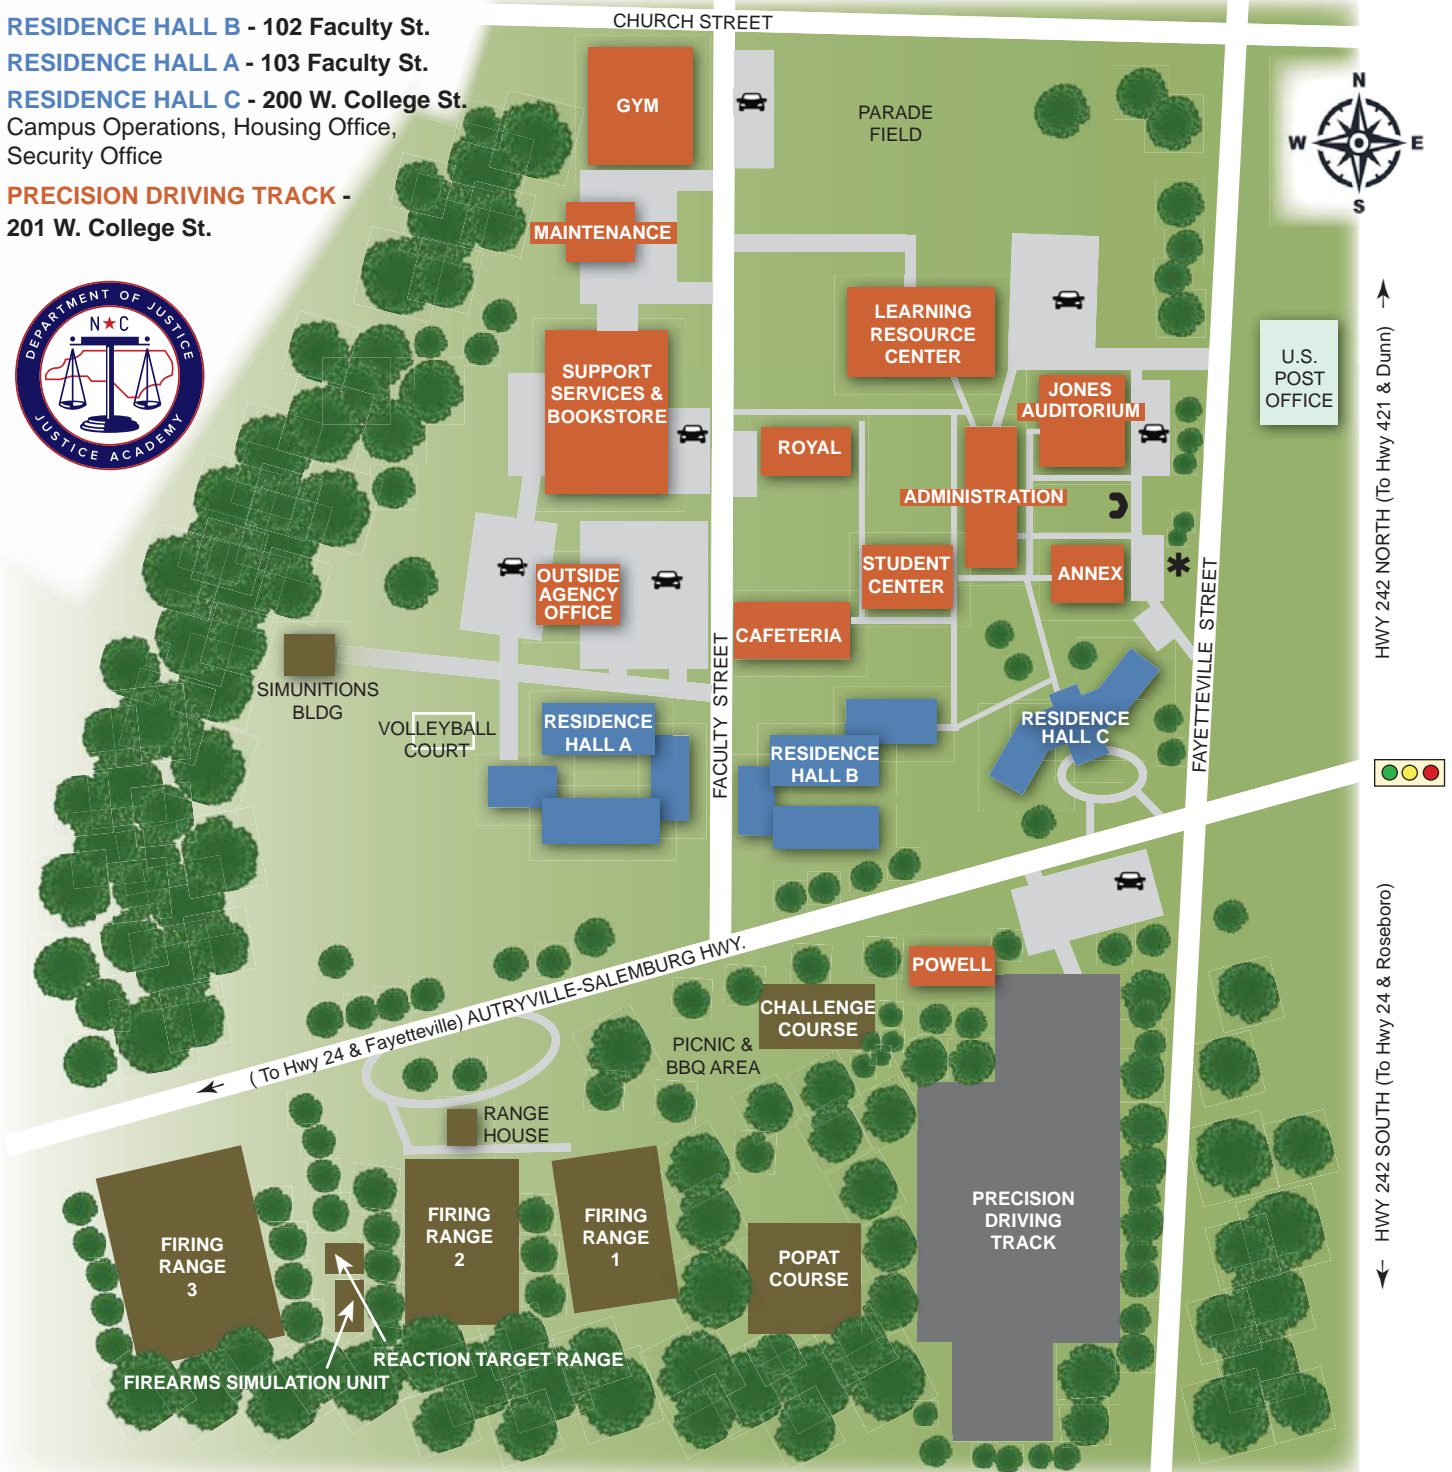 RESIDENCE HALL B - 102 Faculty St.
RESIDENCE HALL A - 103 Faculty St.
RESIDENCE HALL C - 200 W. College St.
Campus Operations, Housing Office,
Security Office
PRECISION DRIVING TRACK -
201 W. College St.
DEPARTMENT OF JUSTICE
N★C
JUSTICE ACADEMY
CHURCH STREET
GYM
PARADE
FIELD
N
W
E
S
MAINTENANCE
LEARNING
RESOURCE
CENTER
SUPPORT
SERVICES &
BOOKSTORE
JONES
AUDITORIUM
U.S.
POST
OFFICE
ROYAL
ADMINISTRATION
OUTSIDE
AGENCY
OFFICE
STUDENT
CENTER
ANNEX
*
CAFETERIA
SIMUNITIONS
BLDG
VOLLEYBALL
COURT
RESIDENCE
HALL A
RESIDENCE
HALL B
RESIDENCE
HALL C
FACULTY STREET
FAYETTEVILLE STREET
HWY 242 NORTH (To Hwy 421 & Dunn)
HWY 242 SOUTH (To Hwy 24 & Roseboro)
( To Hwy 24 & Fayetteville) AUTRYVILLE-SALEMBURG HWY.
POWELL
CHALLENGE
COURSE
PICNIC &
BBQ AREA
RANGE
HOUSE
FIRING
RANGE
3
FIRING
RANGE
2
FIRING
RANGE
1
POPAT
COURSE
PRECISION
DRIVING
TRACK
REACTION TARGET RANGE
FIREARMS SIMULATION UNIT